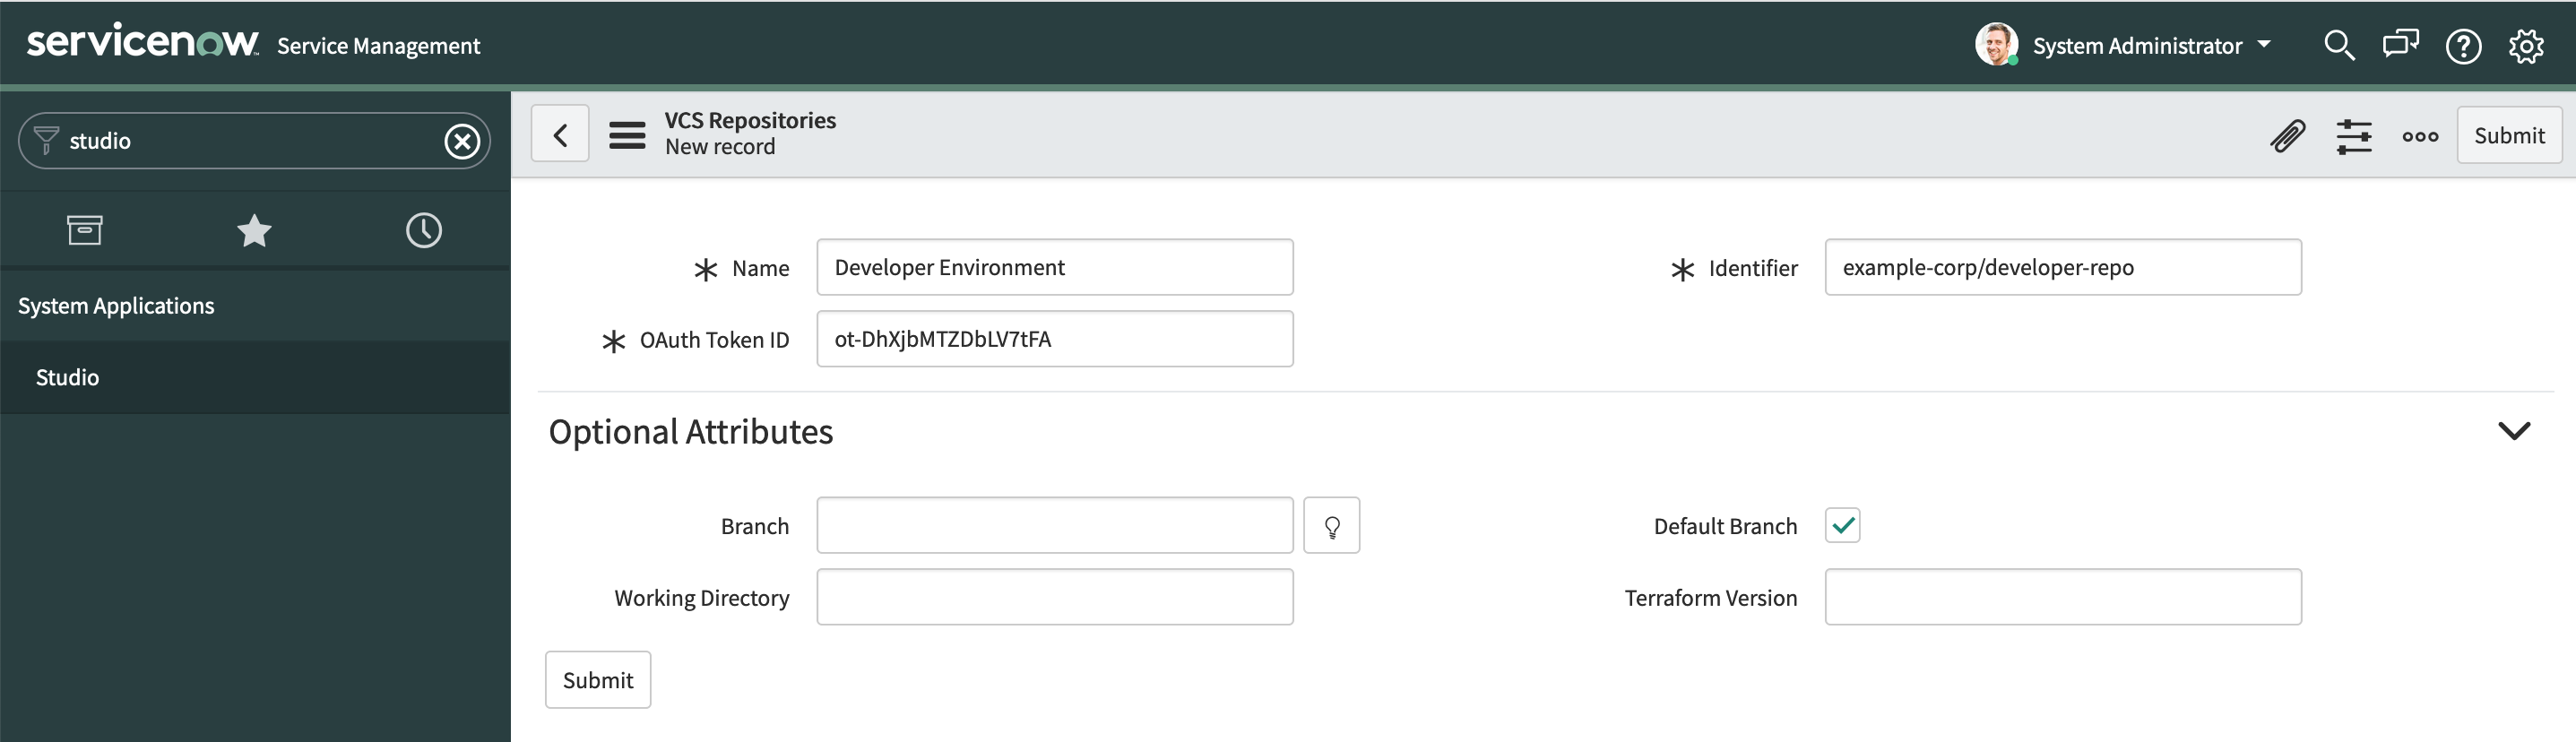 servicenow Service Management
System Administrator
studio
System Applications
Studio
VCS Repositories
New record
Submit
Name Developer Environment
Identifier example-corp/developer-repo
OAuth Token ID ot-DhXjbMTZDbLV7tFA
Optional Attributes
Branch
Default Branch
Working Directory
Terraform Version
Submit